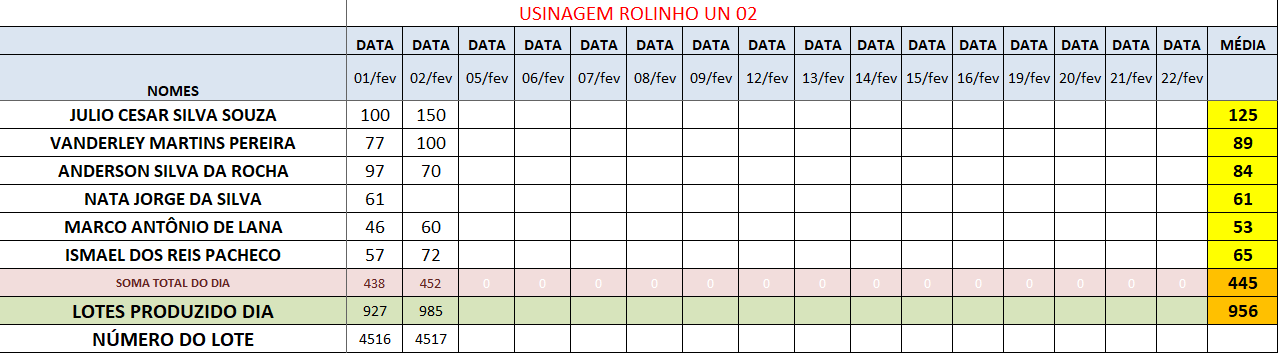 USINAGEM ROLINHO UN 02
DATA DATA DATA DATA DATA DATA DATA DATA DATA DATA DATA DATA DATA DATA DATA DATA MÉDIA
NOMES 01/fev 02/fev 05/fev 06/fev 07/fev 08/fev 09/fev 12/fev 13/fev 14/fev 15/fev 16/fev 19/fev 20/fev 21/fev 22/fev
JULIO CESAR SILVA SOUZA 100 150 125
VANDERLEY MARTINS PEREIRA 77 100 89
ANDERSON SILVA DA ROCHA 97 70 84
NATA JORGE DA SILVA 61 61
MARCO ANTÔNIO DE LANA 46 60 53
ISMAEL DOS REIS PACHECO 57 72 65
SOMA TOTAL DO DIA 438 452 0 0 0 0 0 0 0 0 0 0 0 0 0 0 445
LOTES PRODUZIDO DIA 927 985 956
NÚMERO DO LOTE 4516 4517